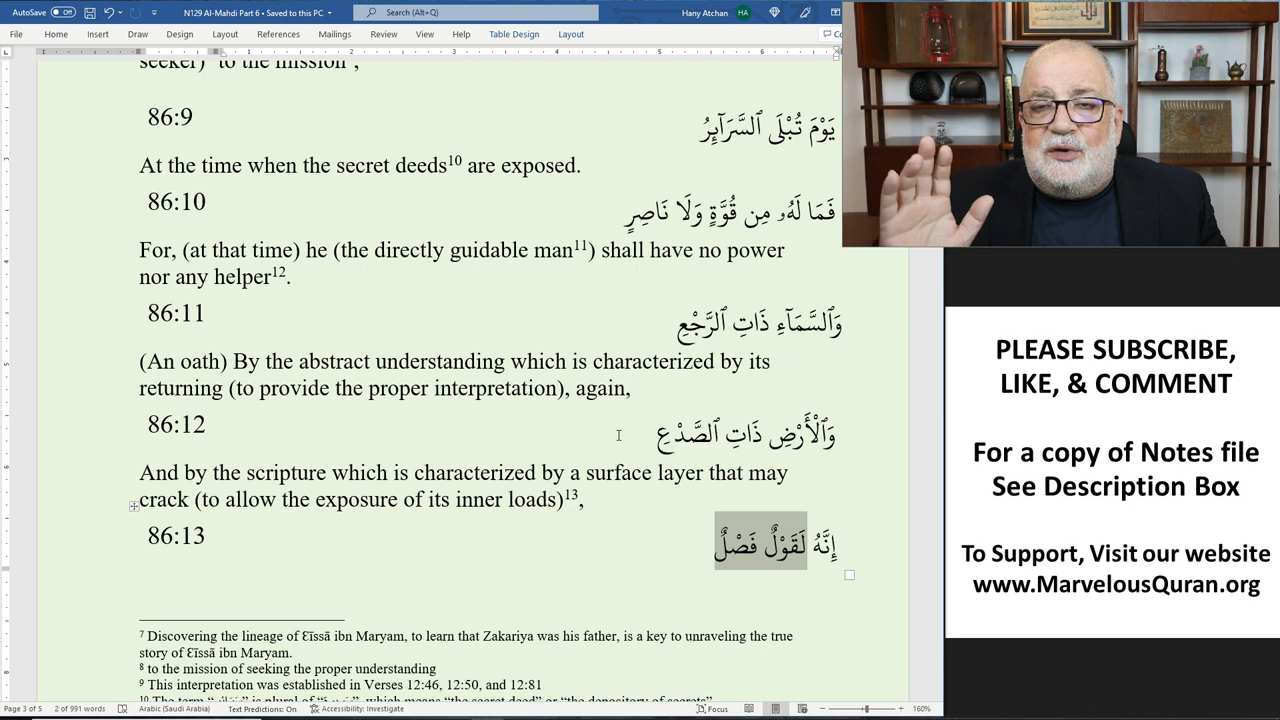 AutoSave Off N129 Al-Mahdi Part 6 • Saved to this PC Search (Alt+Q) Hany Atchan HA
File Home Insert Draw Design Layout References Mailings Review View Help Table Design Layout
seeker) "to the mission",
86:9
يَوْمَ تُبْلَى ٱلسَّرَآئِرُ
At the time when the secret deeds10 are exposed.
86:10
فَمَا لَهُۥ مِن قُوَّةٍ وَلَا نَاصِرٍ
For, (at that time) he (the directly guidable man11) shall have no power
nor any helper12.
86:11
وَٱلسَّمَآءِ ذَاتِ ٱلرَّجْعِ
(An oath) By the abstract understanding which is characterized by its
returning (to provide the proper interpretation), again,
86:12
وَٱلْأَرْضِ ذَاتِ ٱلصَّدْعِ
And by the scripture which is characterized by a surface layer that may
crack (to allow the exposure of its inner loads)13,
86:13
إِنَّهُ لَقَوْلٌ فَصْلٌ
7 Discovering the lineage of Ɛīssā ibn Maryam, to learn that Zakariya was his father, is a key to unraveling the true
story of Ɛīssā ibn Maryam.
8 to the mission of seeking the proper understanding
9 This interpretation was established in Verses 12:46, 12:50, and 12:81
Page 3 of 5 2 of 991 words Arabic (Saudi Arabia) Text Predictions: On Accessibility: Investigate Focus 160%
PLEASE SUBSCRIBE,
LIKE, & COMMENT
For a copy of Notes file
See Description Box
To Support, Visit our website
www.MarvelousQuran.org